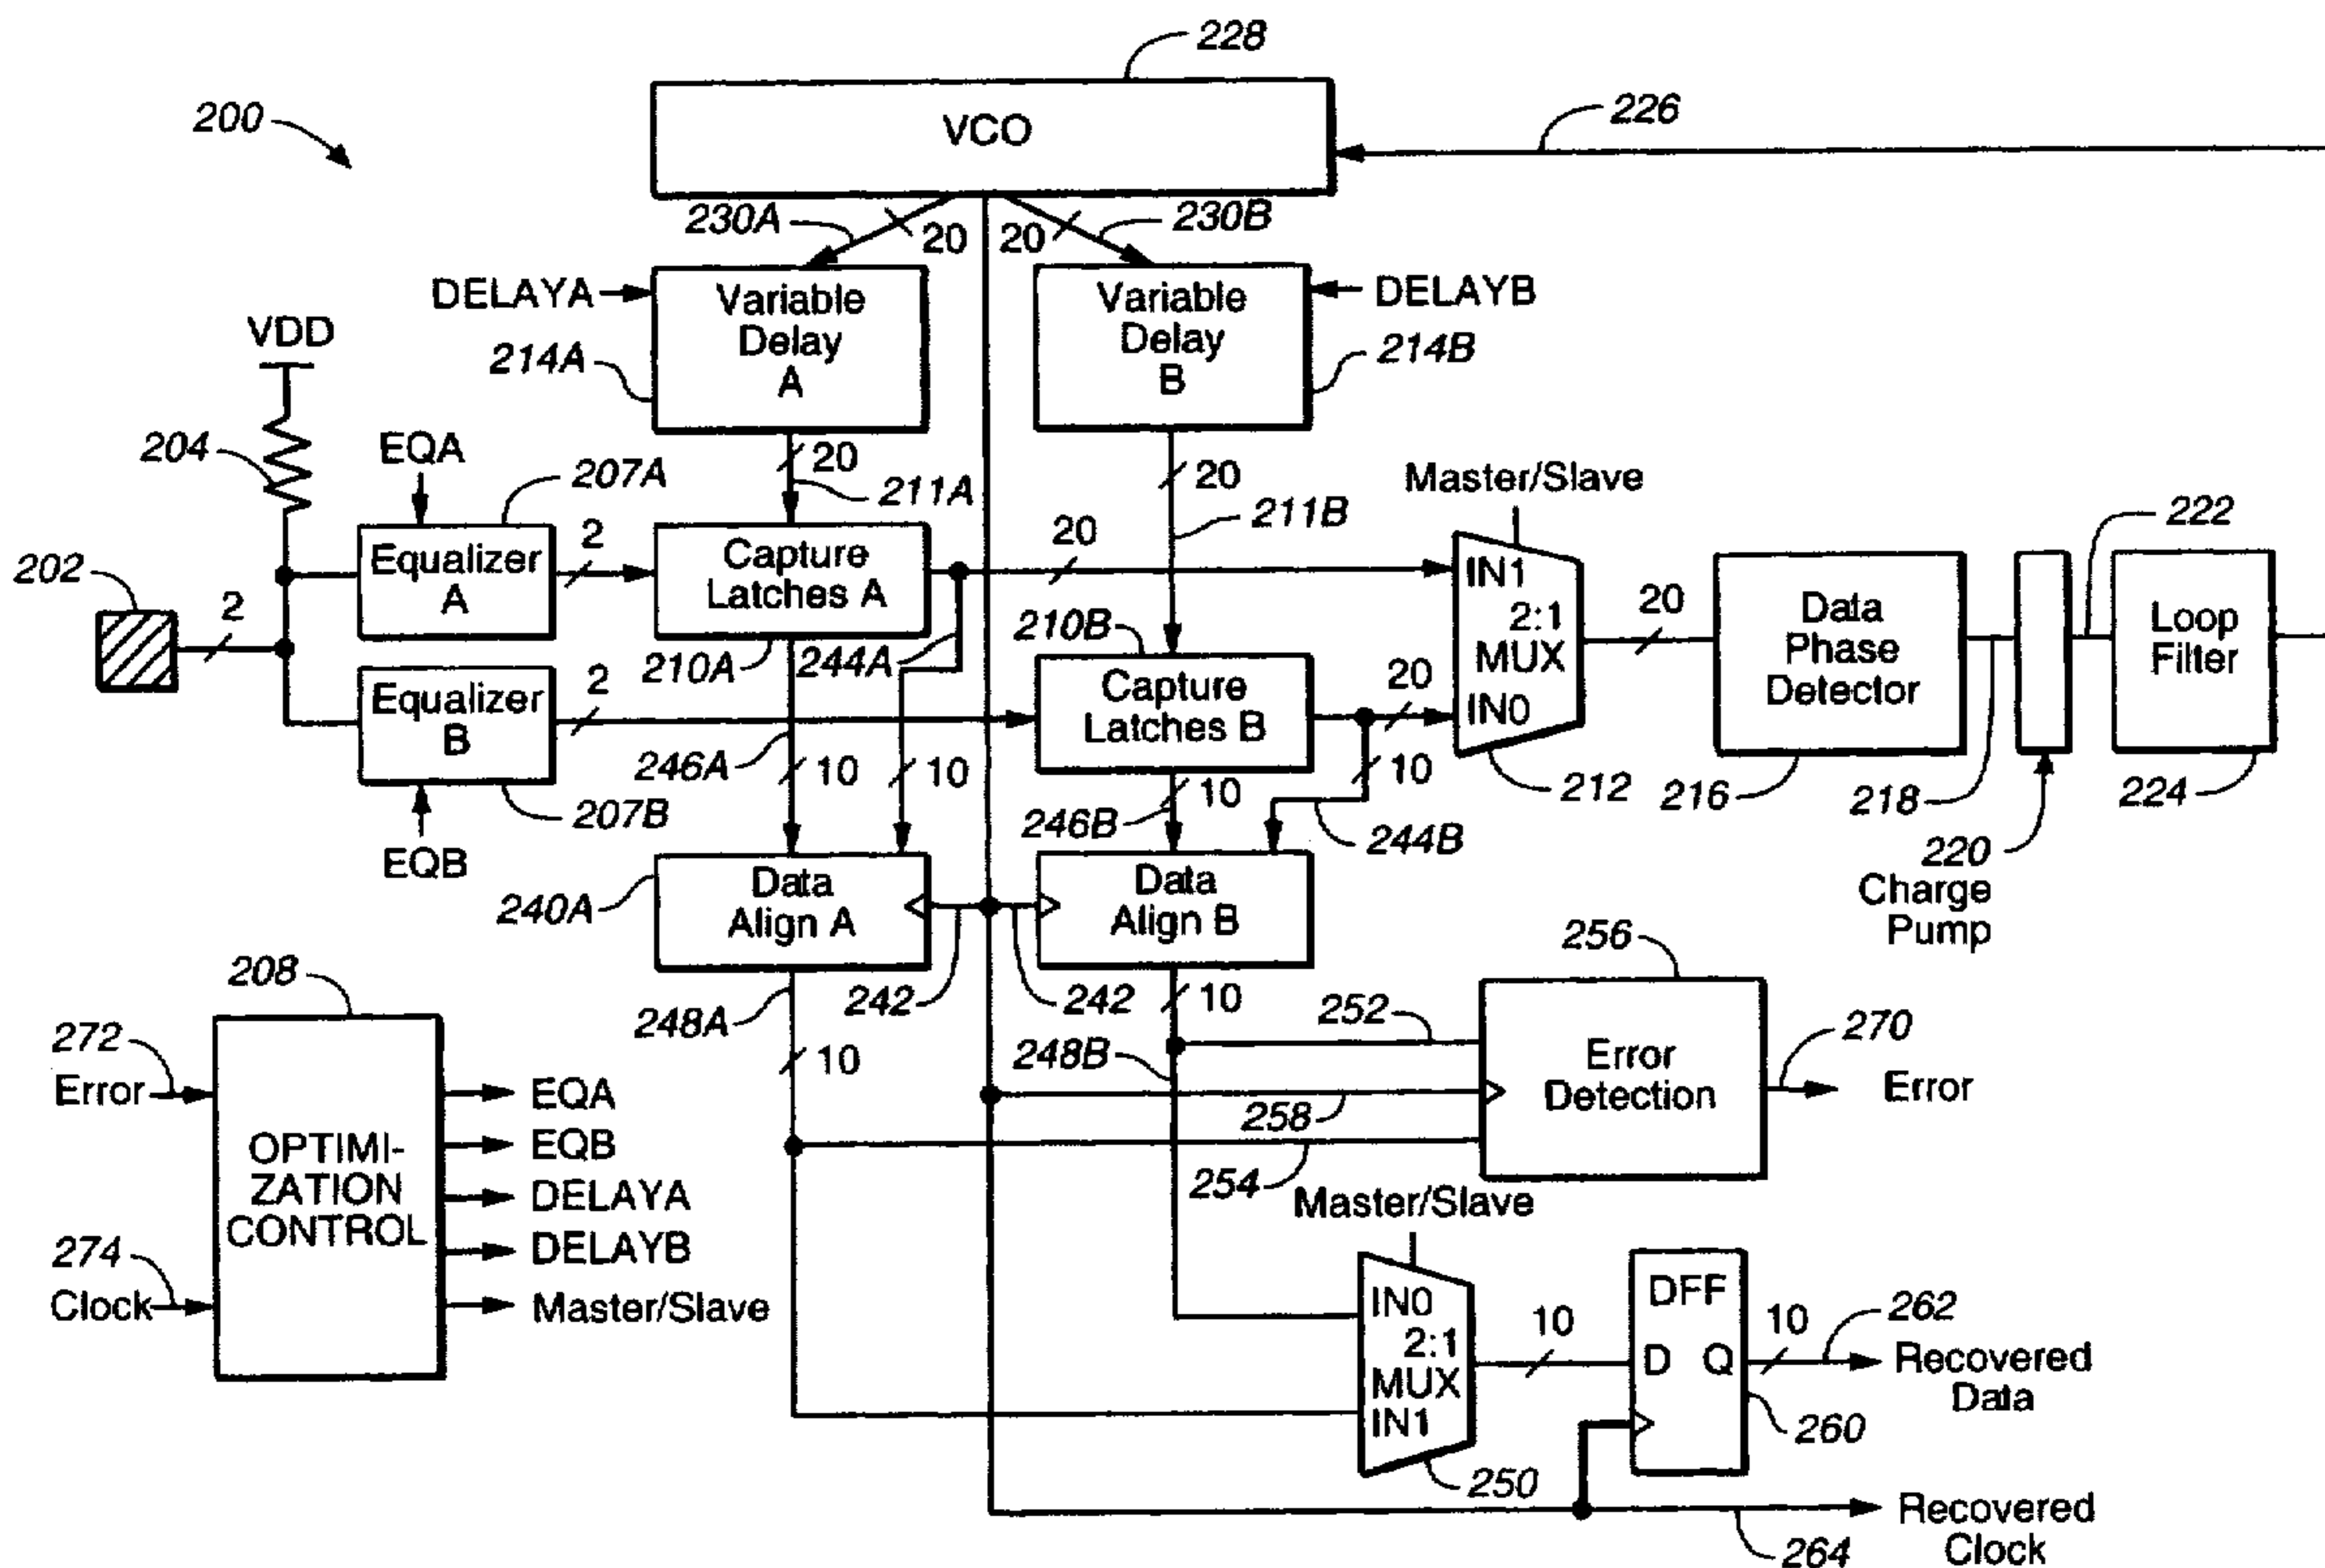 228
200
VCO
226
230A
20
20
230B
DELAYA
Variable
Delay
A
Variable
Delay
B
DELAYB
214A
214B
VDD
204
EQA
207A
20
211A
20
211B
Master/Slave
202
2
Equalizer
A
2
Capture
Latches A
20
IN1
2:1
MUX
IN0
20
Data
Phase
Detector
222
Loop
Filter
210A
244A
210B
Equalizer
B
2
Capture
Latches B
20
246A
10
10
10
10
212
216
218
224
207B
EQB
246B
244B
220
Charge
Pump
240A
Data
Align A
Data
Align B
208
248A
242
242
10
256
252
272
Error
10
248B
Error
Detection
270
Error
258
254
OPTIMI-
ZATION
CONTROL
EQA
EQB
DELAYA
DELAYB
Master/Slave
274
Clock
Master/Slave
IN0
2:1
MUX
IN1
10
DFF
D Q
10
262
Recovered
Data
260
250
Recovered
Clock
264